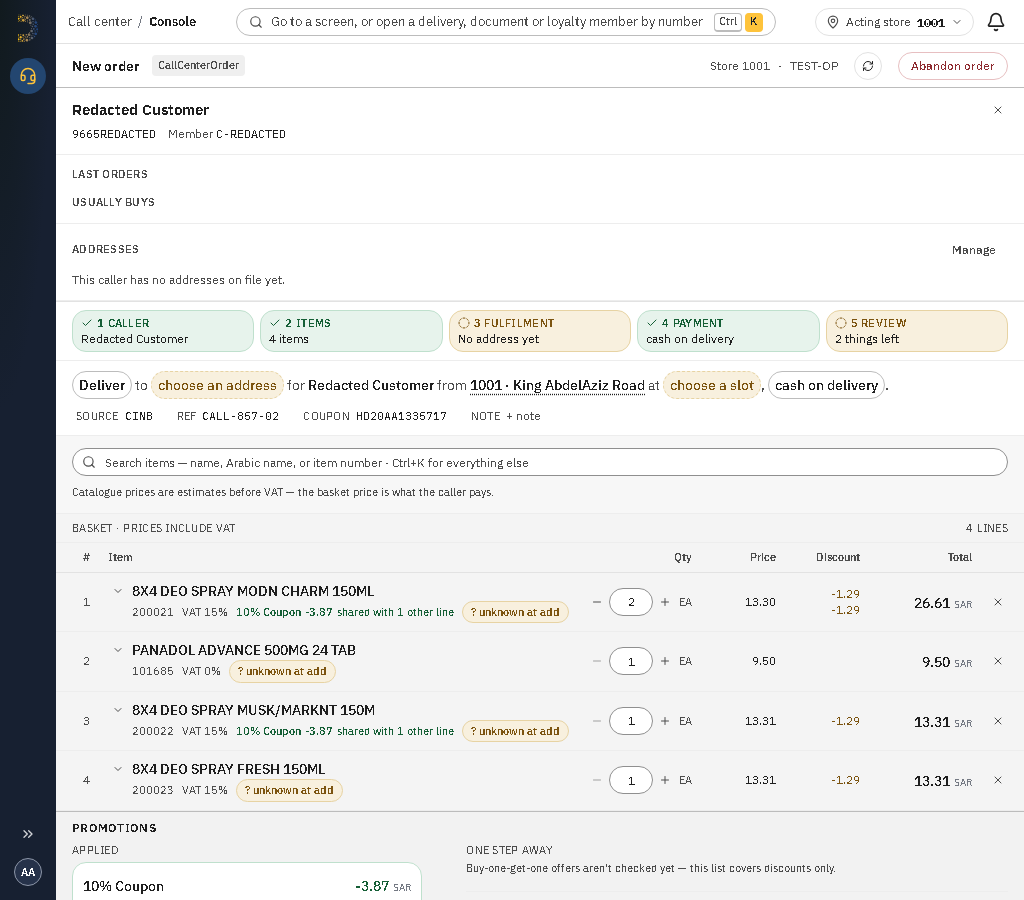 Call center / Console
Go to a screen, or open a delivery, document or loyalty member by number Ctrl K
Acting store 1001
New order CallCenterOrder
Store 1001 · TEST-OP
Abandon order
Redacted Customer
9665REDACTED Member C-REDACTED
LAST ORDERS
USUALLY BUYS
ADDRESSES
Manage
This caller has no addresses on file yet.
1 CALLER
Redacted Customer
2 ITEMS
4 items
3 FULFILMENT
No address yet
4 PAYMENT
cash on delivery
5 REVIEW
2 things left
Deliver to choose an address for Redacted Customer from 1001 · King AbdelAziz Road at choose a slot , cash on delivery .
SOURCE CINB REF CALL-857-02 COUPON HD20AA1335717 NOTE + note
Search items — name, Arabic name, or item number · Ctrl+K for everything else
Catalogue prices are estimates before VAT — the basket price is what the caller pays.
BASKET · PRICES INCLUDE VAT
4 LINES
# Item Qty Price Discount Total
1 8X4 DEO SPRAY MODN CHARM 150ML
200021 VAT 15% 10% Coupon -3.87 shared with 1 other line ? unknown at add
− 2 + EA 13.30 -1.29 -1.29 26.61 SAR ×
2 PANADOL ADVANCE 500MG 24 TAB
101685 VAT 0% ? unknown at add
− 1 + EA 9.50 9.50 SAR ×
3 8X4 DEO SPRAY MUSK/MARKNT 150M
200022 VAT 15% 10% Coupon -3.87 shared with 1 other line ? unknown at add
− 1 + EA 13.31 -1.29 13.31 SAR ×
4 8X4 DEO SPRAY FRESH 150ML
200023 VAT 15% ? unknown at add
− 1 + EA 13.31 -1.29 13.31 SAR ×
PROMOTIONS
APPLIED
10% Coupon -3.87 SAR
ONE STEP AWAY
Buy-one-get-one offers aren't checked yet — this list covers discounts only.
AA